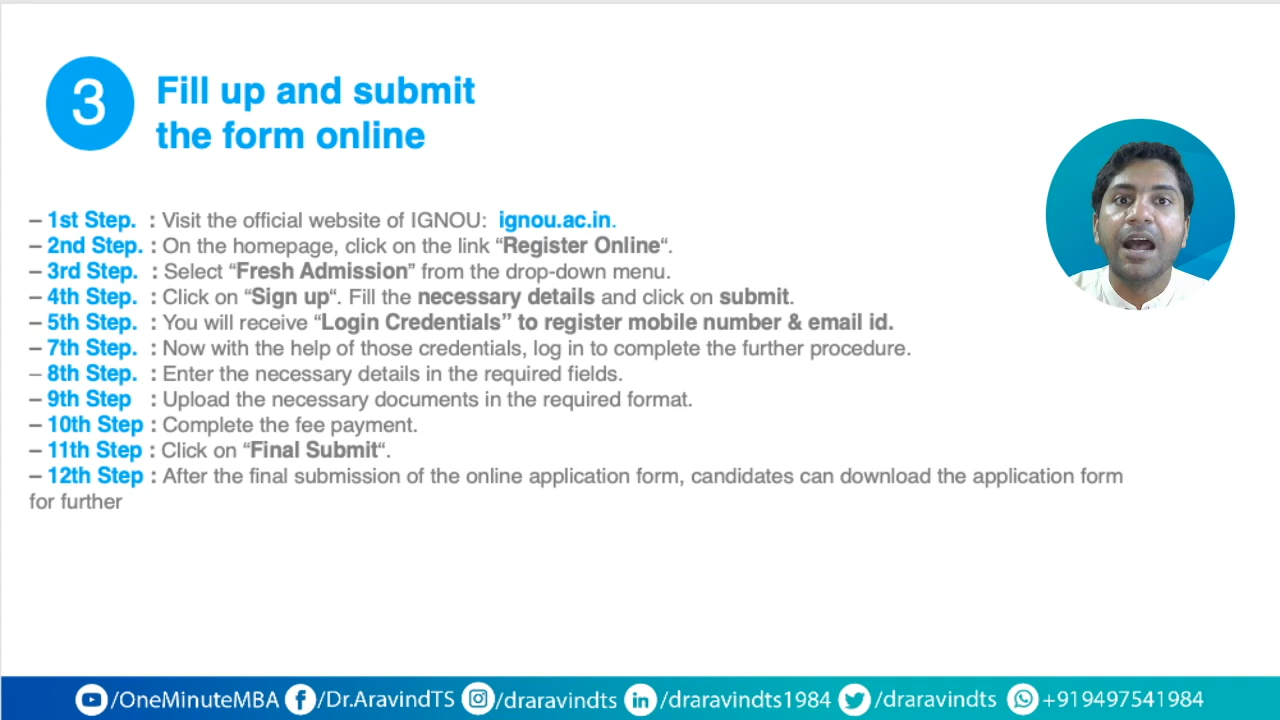 3
Fill up and submit
the form online
– 1st Step. : Visit the official website of IGNOU: ignou.ac.in.
– 2nd Step. : On the homepage, click on the link “Register Online“.
– 3rd Step. : Select “Fresh Admission” from the drop-down menu.
– 4th Step. : Click on “Sign up“. Fill the necessary details and click on submit.
– 5th Step. : You will receive “Login Credentials” to register mobile number & email id.
– 7th Step. : Now with the help of those credentials, log in to complete the further procedure.
– 8th Step. : Enter the necessary details in the required fields.
– 9th Step : Upload the necessary documents in the required format.
– 10th Step : Complete the fee payment.
– 11th Step : Click on “Final Submit“.
– 12th Step : After the final submission of the online application form, candidates can download the application form
for further
/OneMinuteMBA /Dr.AravindTS /draravindts /draravindts1984 /draravindts +919497541984